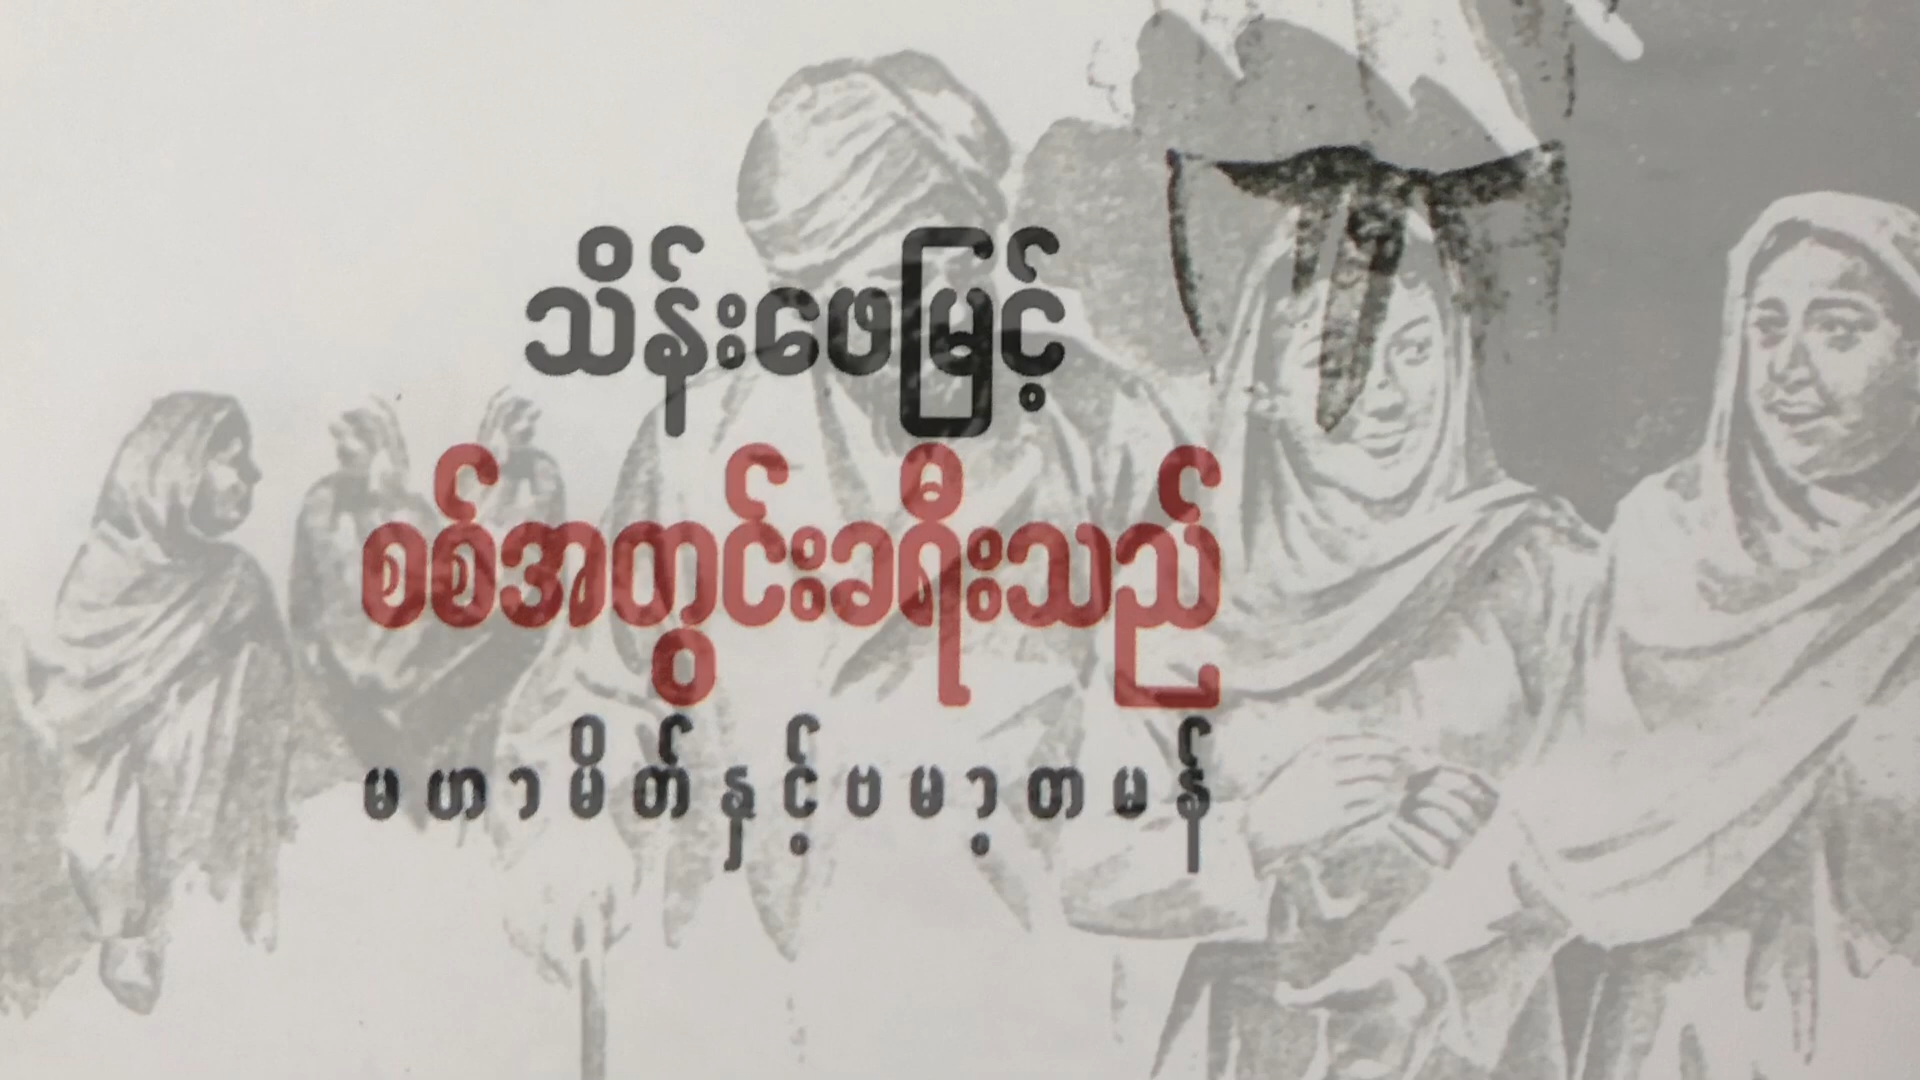 သိန်းဖေမြင့်
စစ်အတွင်းခရီးသည်
မဟာမိတ်နှင့်ဗမာ့တမန်